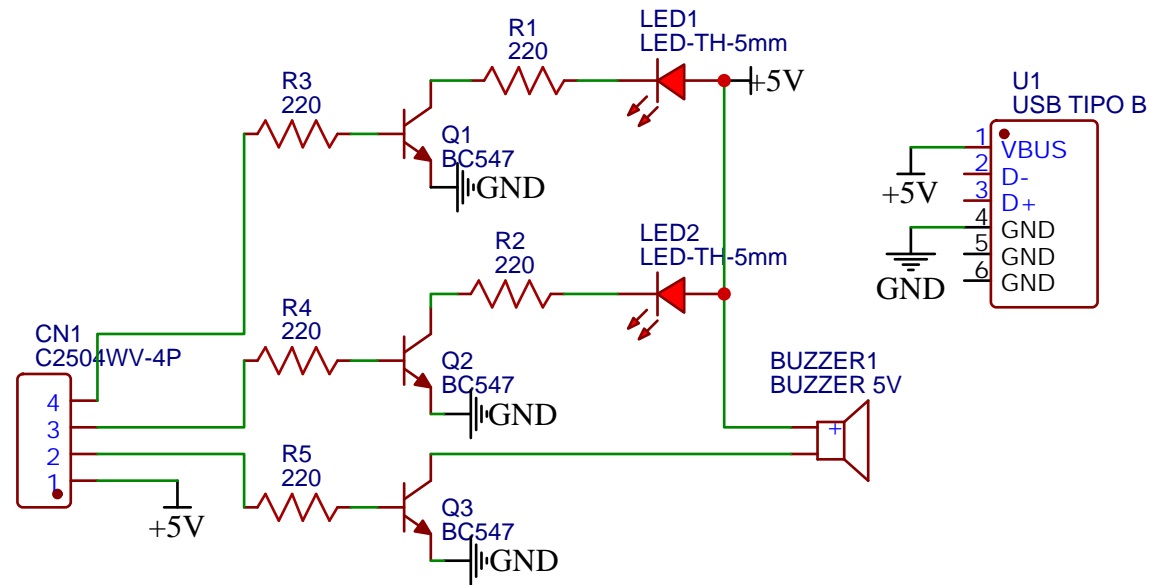 LED1
LED-TH-5mm
R1
220
+5V
R3
220
Q1
BC547
GND
U1
USB TIPO B
1
VBUS
2
D-
3
D+
4
GND
5
GND
6
GND
+5V
GND
LED2
LED-TH-5mm
R2
220
R4
220
Q2
BC547
GND
CN1
C2504WV-4P
4
3
2
1
+5V
BUZZER1
BUZZER 5V
+
R5
220
Q3
BC547
GND